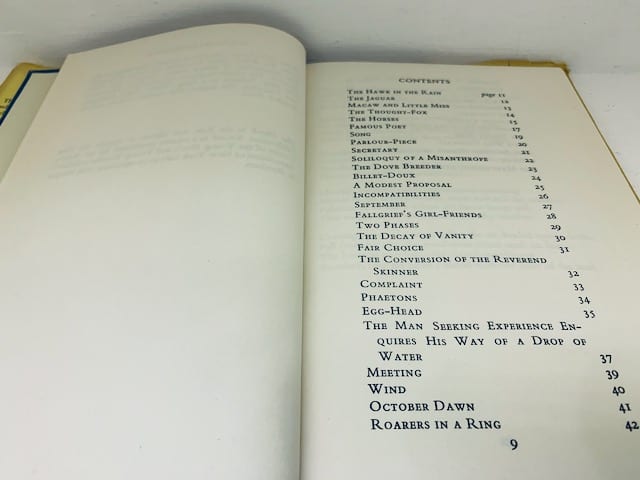 CONTENTS
The Hawk in the Rain page 11
The Jaguar 12
Macaw and Little Miss 13
The Thought-Fox 14
The Horses 15
Famous Poet 17
Song 19
Parlour-Piece 20
Secretary 21
Soliloquy of a Misanthrope 22
The Dove Breeder 23
Billet-Doux 24
A Modest Proposal 25
Incompatibilities 26
September 27
Fallgrief's Girl-Friends 28
Two Phases 29
The Decay of Vanity 30
Fair Choice 31
The Conversion of the Reverend
Skinner 32
Complaint 33
Phaetons 34
Egg-Head 35
The Man Seeking Experience En-
quires His Way of a Drop of
Water 37
Meeting 39
Wind 40
October Dawn 41
Roarers in a Ring 42
9